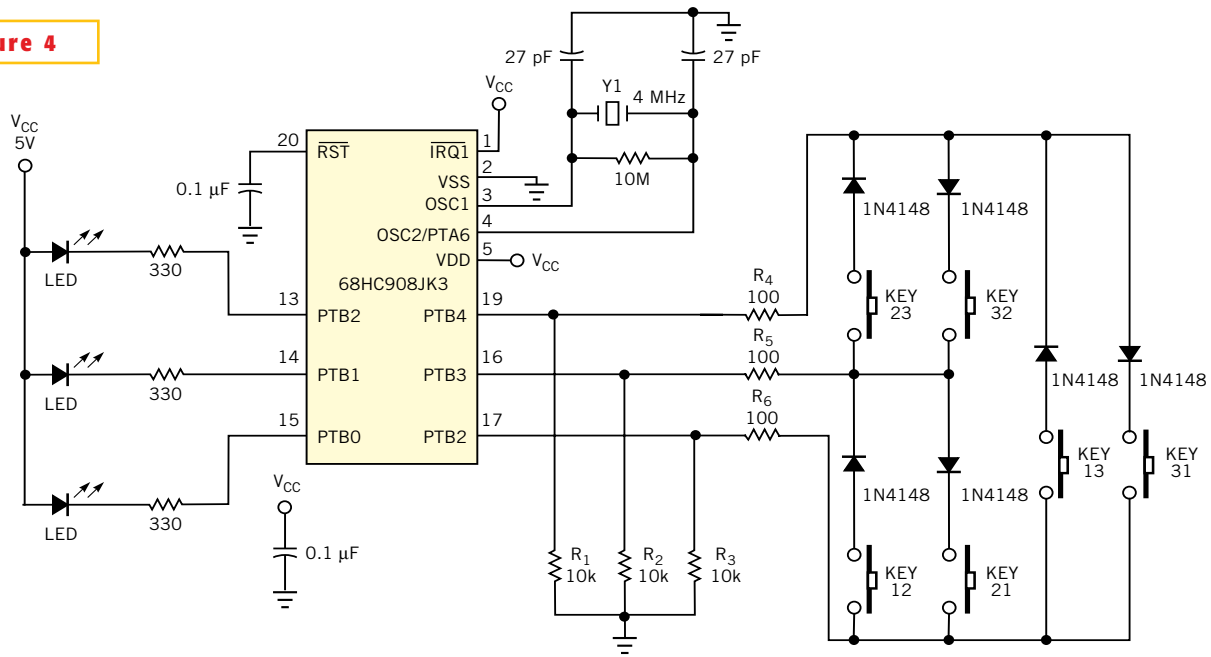 ure 4
27 pF
27 pF
VCC
Y1
4 MHz
10M
VCC
5V
20
RST
IRQ1
1
VSS
2
OSC1
3
OSC2/PTA6
4
VDD
5
VCC
0.1 µF
68HC908JK3
LED
330
13
PTB2
PTB4
19
LED
330
14
PTB1
PTB3
16
LED
330
15
PTB0
PTB2
17
VCC
0.1 µF
R4
100
R5
100
R6
100
R1
10k
R2
10k
R3
10k
1N4148
1N4148
KEY
23
KEY
32
1N4148
1N4148
1N4148
1N4148
KEY
13
KEY
31
KEY
12
KEY
21